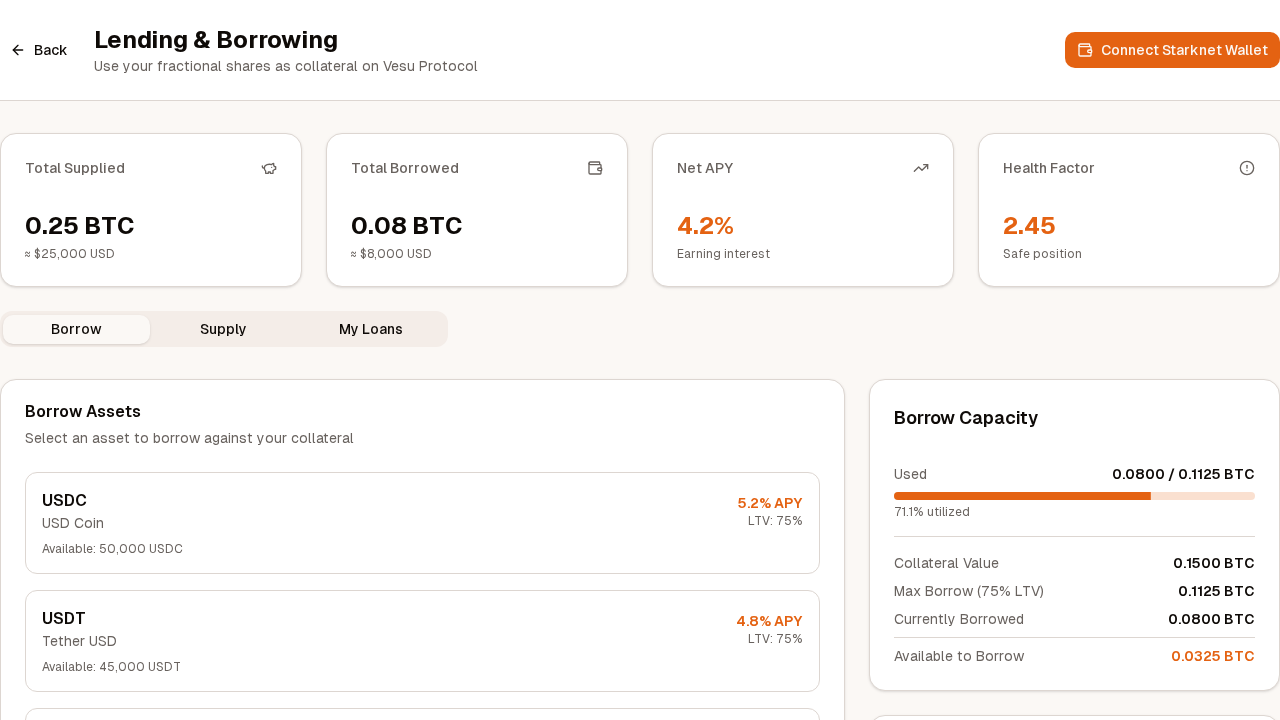 Back
Lending & Borrowing
Use your fractional shares as collateral on Vesu Protocol
Connect Starknet Wallet
Total Supplied
0.25 BTC
≈ $25,000 USD
Total Borrowed
0.08 BTC
≈ $8,000 USD
Net APY
4.2%
Earning interest
Health Factor
2.45
Safe position
Borrow
Supply
My Loans
Borrow Assets
Select an asset to borrow against your collateral
USDC
USD Coin
Available: 50,000 USDC
5.2% APY
LTV: 75%
USDT
Tether USD
Available: 45,000 USDT
4.8% APY
LTV: 75%
Borrow Capacity
Used 0.0800 / 0.1125 BTC
71.1% utilized
Collateral Value 0.1500 BTC
Max Borrow (75% LTV) 0.1125 BTC
Currently Borrowed 0.0800 BTC
Available to Borrow 0.0325 BTC